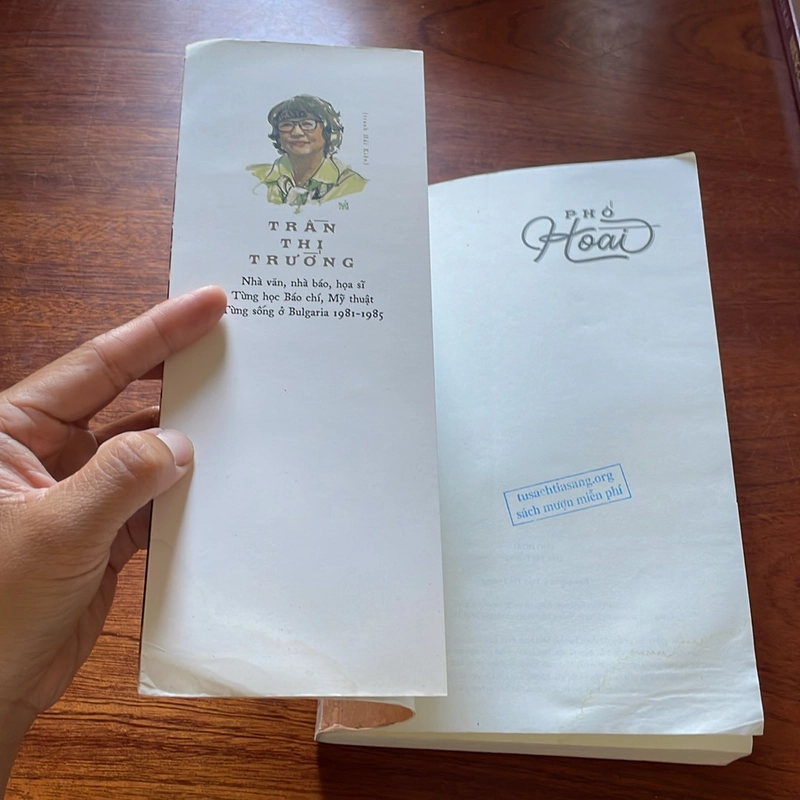 TRẦN
THỊ
TRƯỜNG
Nhà văn, nhà báo, họa sĩ
Từng học Báo chí, Mỹ thuật
Từng sống ở Bulgaria 1981-1985
PHỐ
Hoài
tusachtiasang.org
sách mượn miễn phí